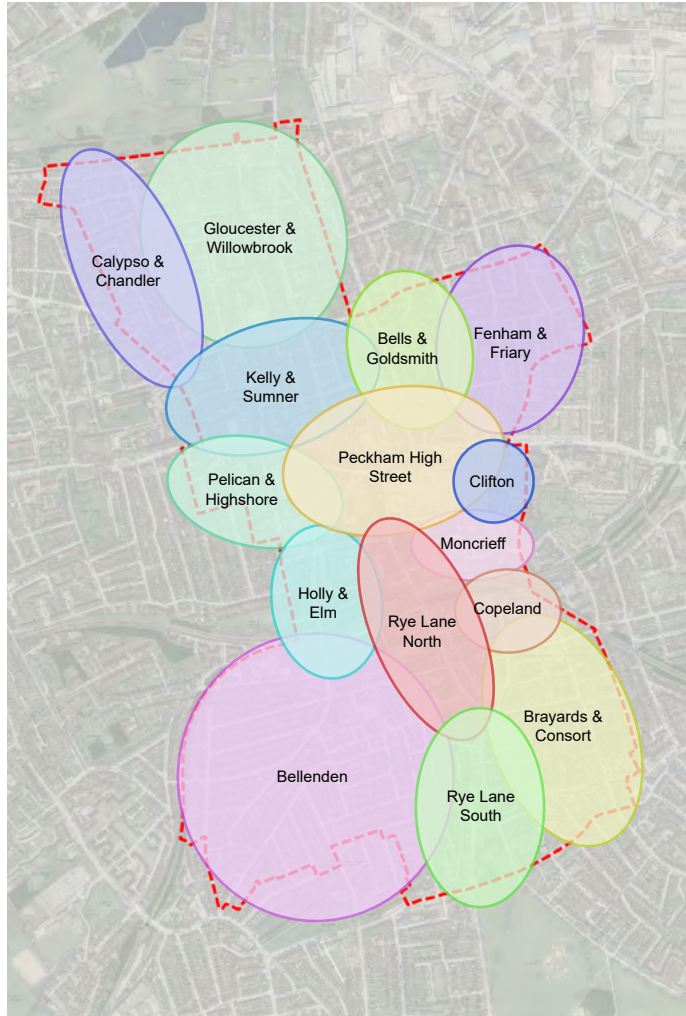 Gloucester &
Willowbrook
Calypso &
Chandler
Bells &
Goldsmith
Fenham &
Friary
Kelly &
Sumner
Peckham High
Street
Pelican &
Highshore
Clifton
Moncrieff
Holly &
Elm
Copeland
Rye Lane
North
Brayards &
Consort
Bellenden
Rye Lane
South